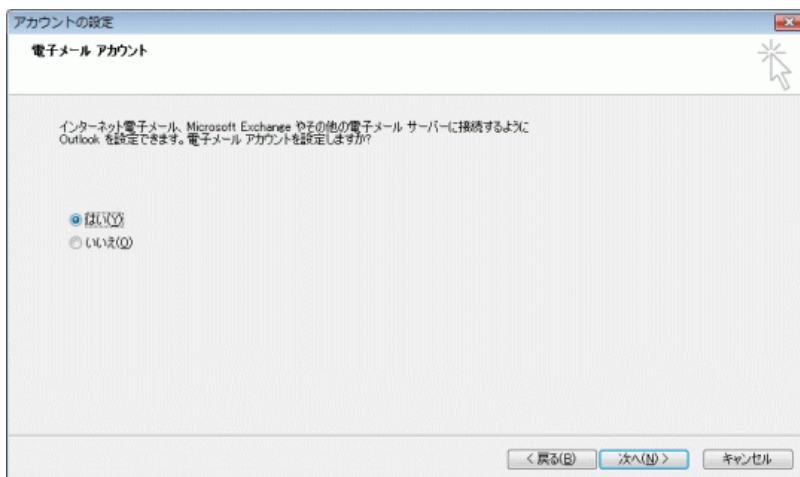 アカウントの設定
電子メール アカウント
インターネット電子メール、Microsoft Exchange やその他の電子メール サーバーに接続するように
Outlook を設定できます。電子メール アカウントを設定しますか?
はい(Y)
いいえ(O)
< 戻る(B) 次へ(N) > キャンセル